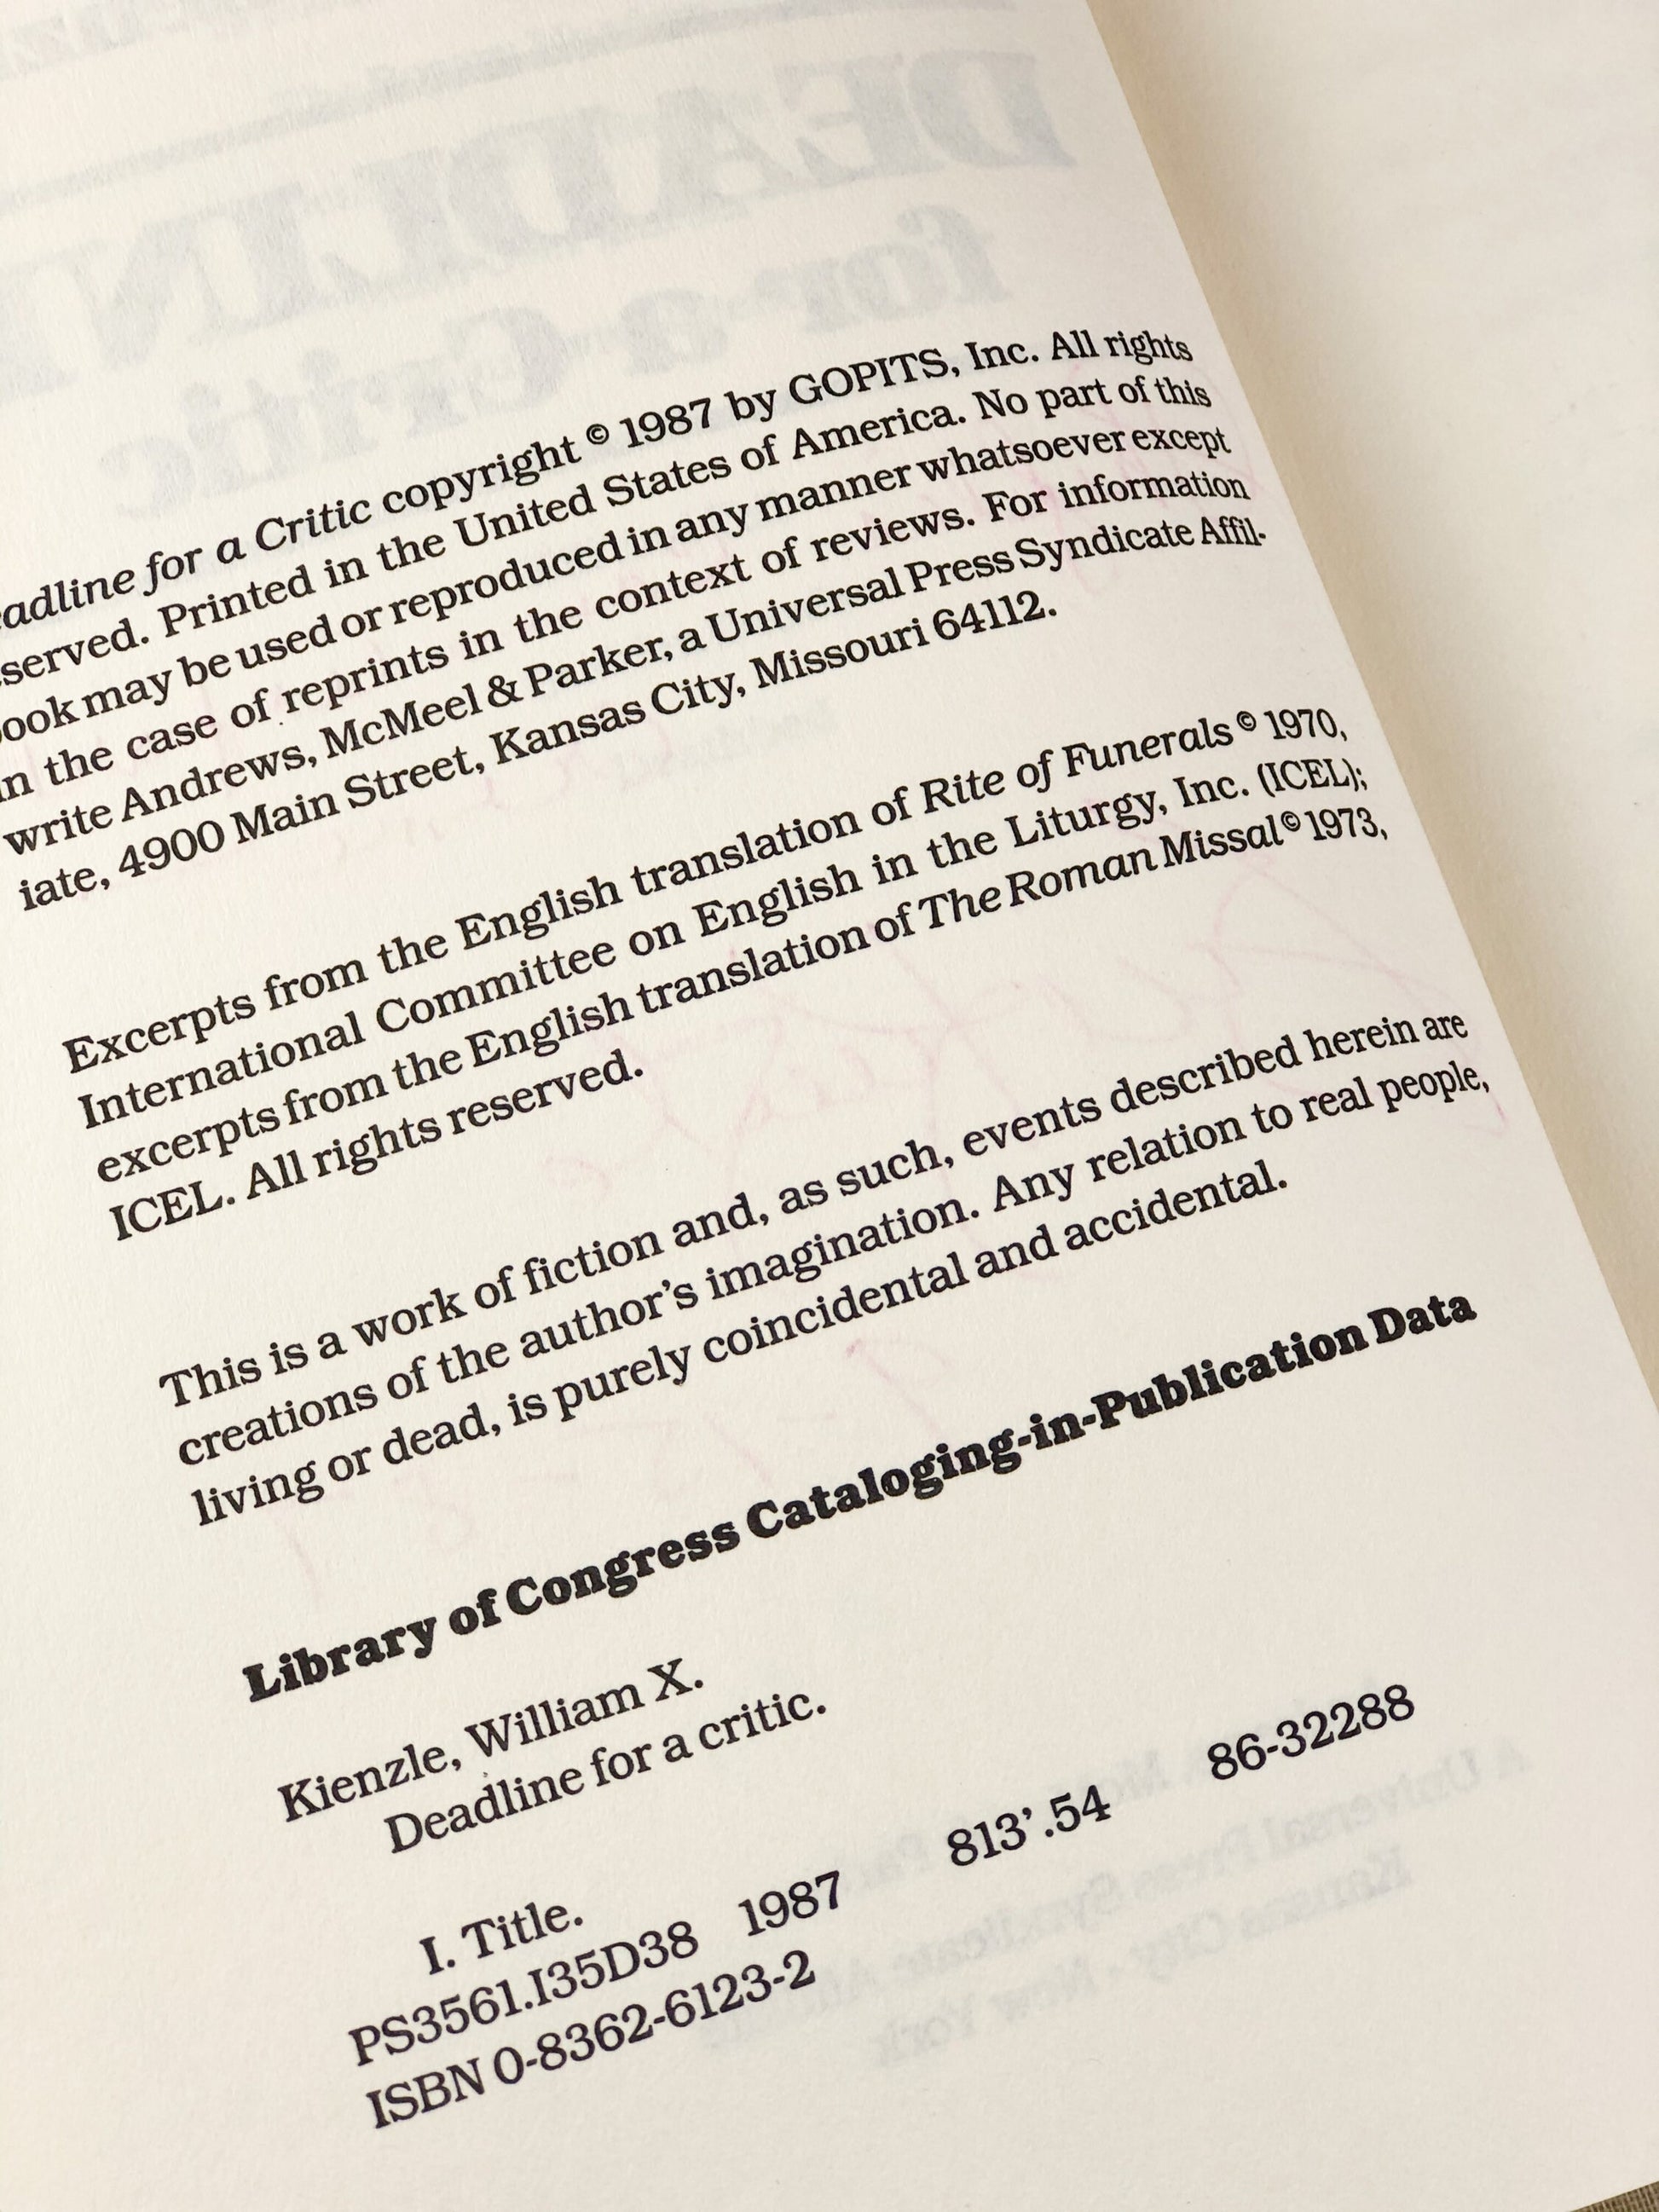 eadline for a Critic copyright © 1987 by GOPITS, Inc. All rights
served. Printed in the United States of America. No part of this
ook may be used or reproduced in any manner whatsoever except
n the case of reprints in the context of reviews. For information
write Andrews, McMeel & Parker, a Universal Press Syndicate Affil-
iate, 4900 Main Street, Kansas City, Missouri 64112.
Excerpts from the English translation of Rite of Funerals © 1970,
International Committee on English in the Liturgy, Inc. (ICEL);
excerpts from the English translation of The Roman Missal © 1973,
ICEL. All rights reserved.
This is a work of fiction and, as such, events described herein are
creations of the author's imagination. Any relation to real people,
living or dead, is purely coincidental and accidental.
Library of Congress Cataloging-in-Publication Data
Kienzle, William X.
Deadline for a critic.
I. Title.
PS3561.I35D38 1987 813'.54 86-32288
ISBN 0-8362-6123-2